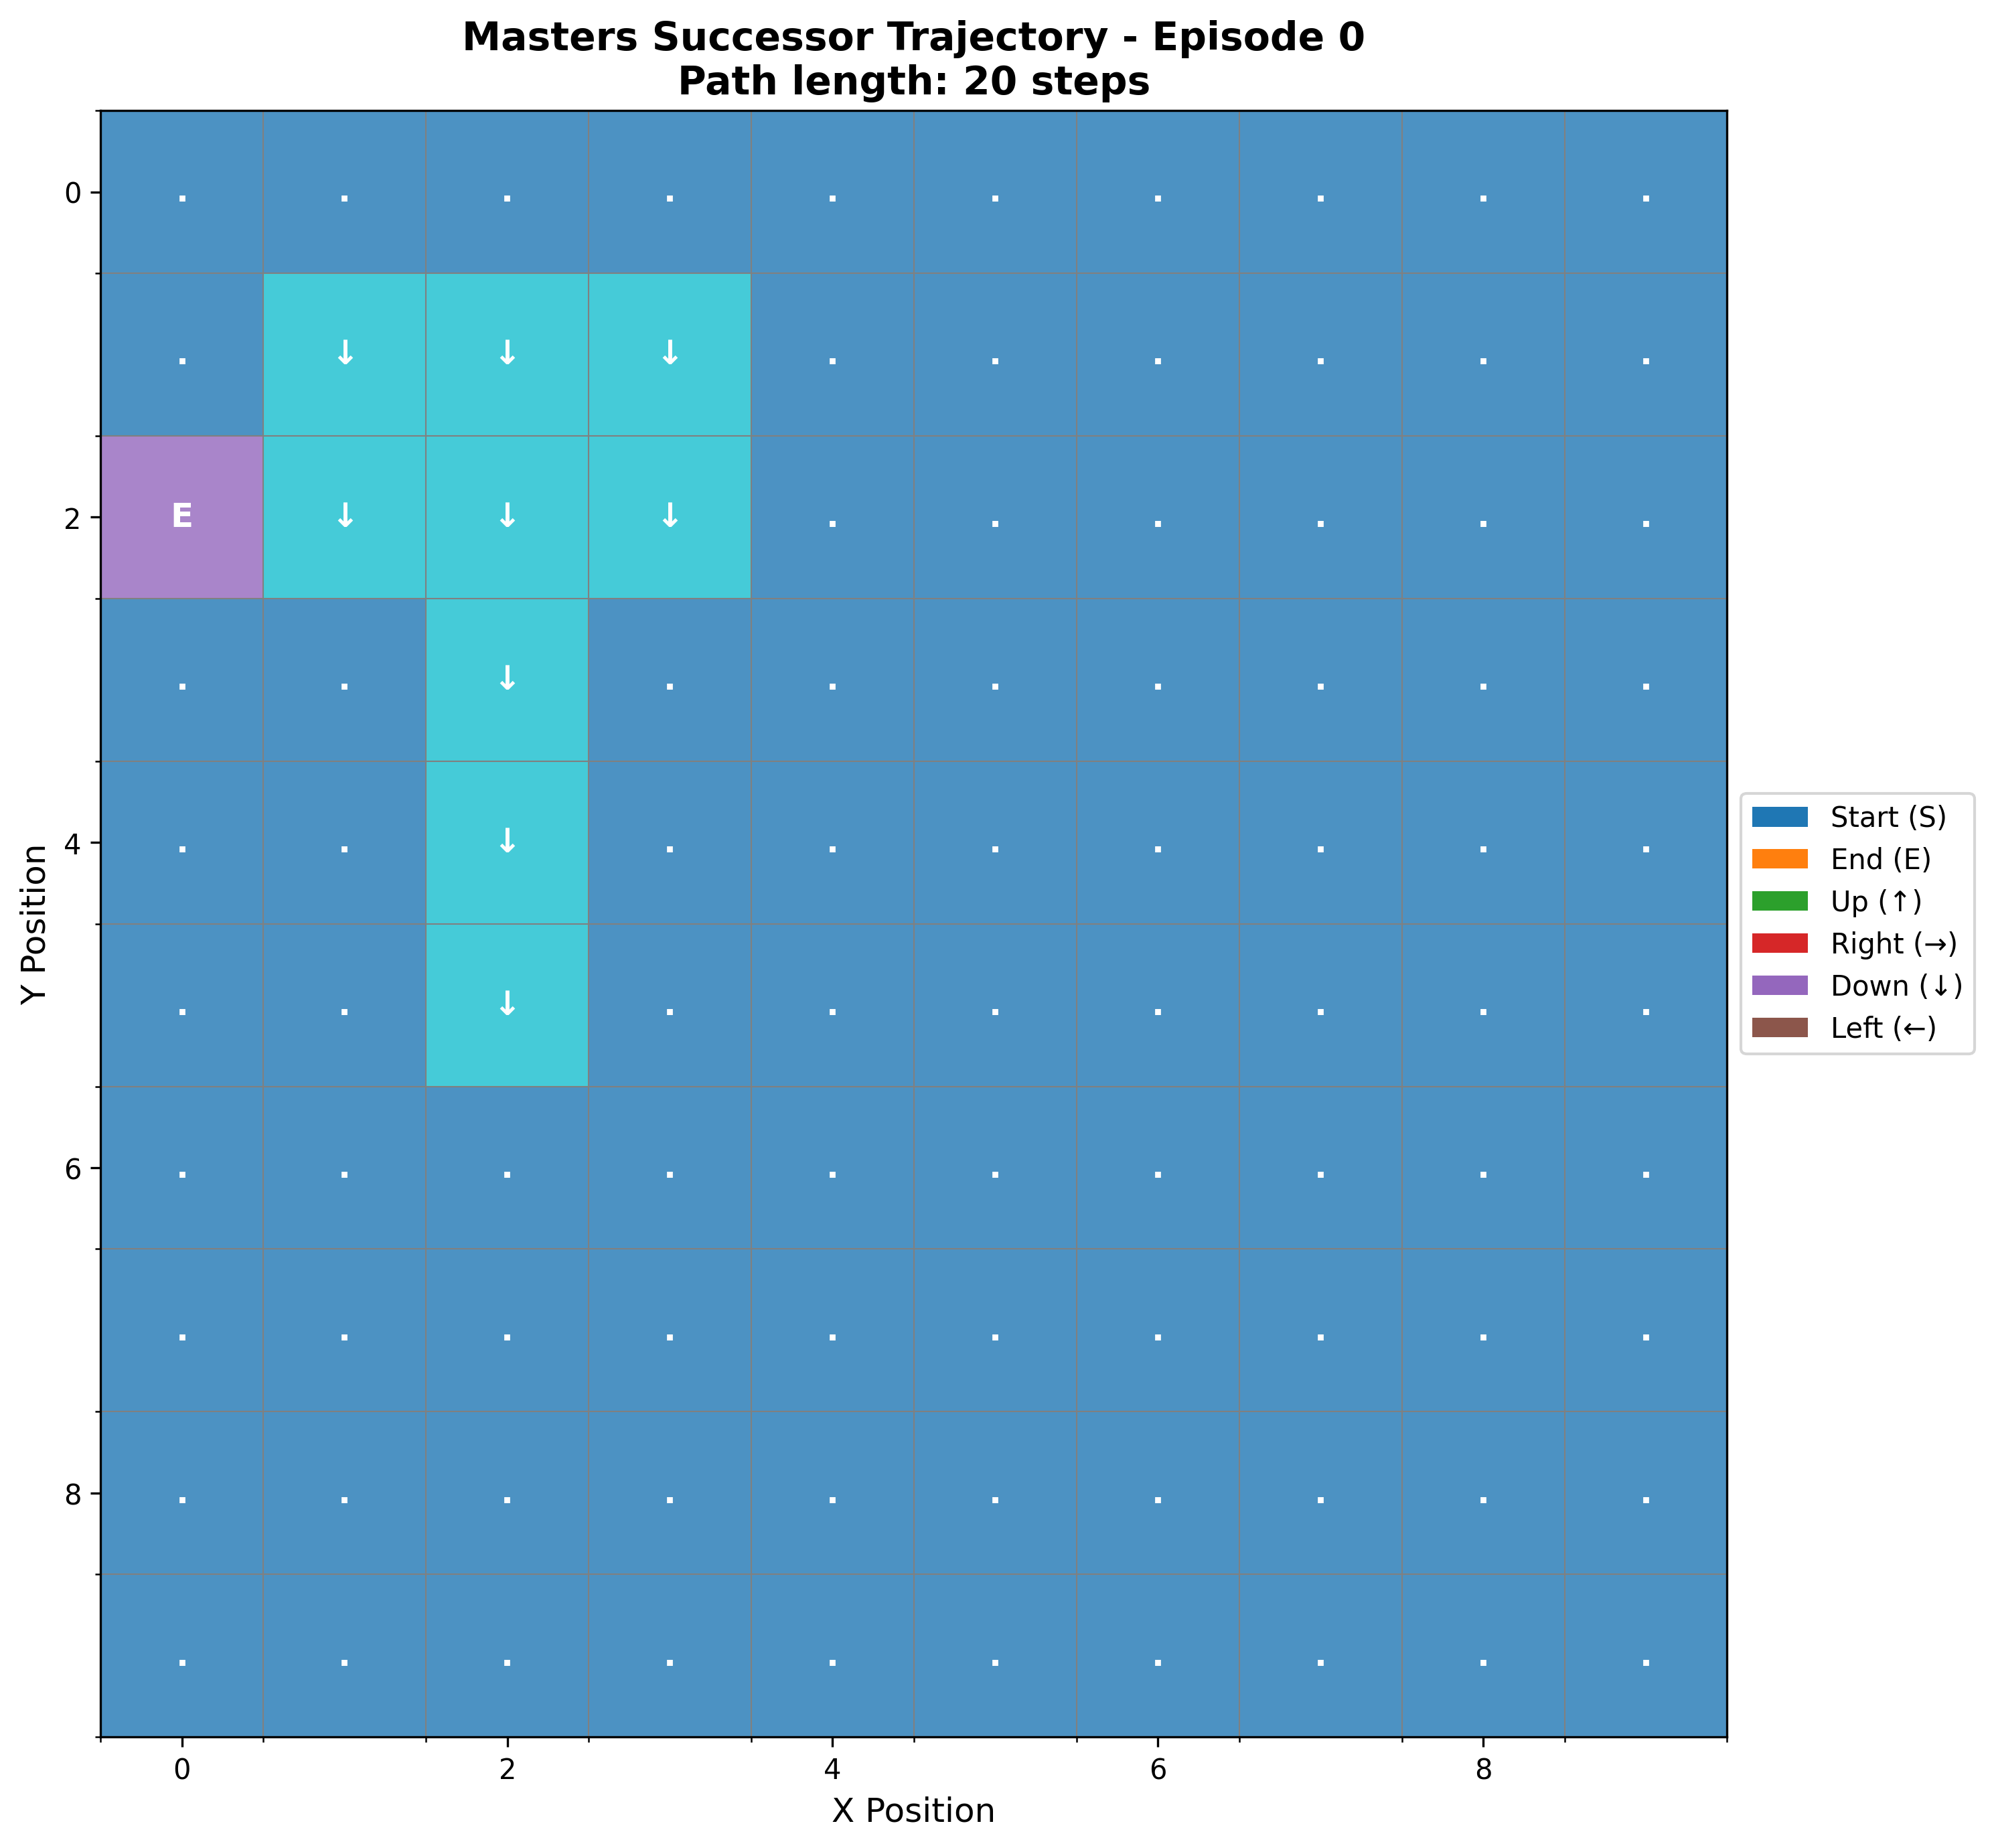 Masters Successor Trajectory - Episode 0
Path length: 20 steps
0
↓ ↓ ↓
2
E ↓ ↓ ↓
↓
4
↓
↓
6
8
0 2 4 6 8
X Position
Y Position
Start (S)
End (E)
Up (↑)
Right (→)
Down (↓)
Left (←)